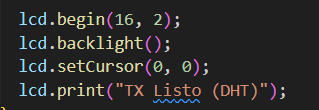 lcd.begin(16, 2);
lcd.backlight();
lcd.setCursor(0, 0);
lcd.print("TX Listo (DHT)");